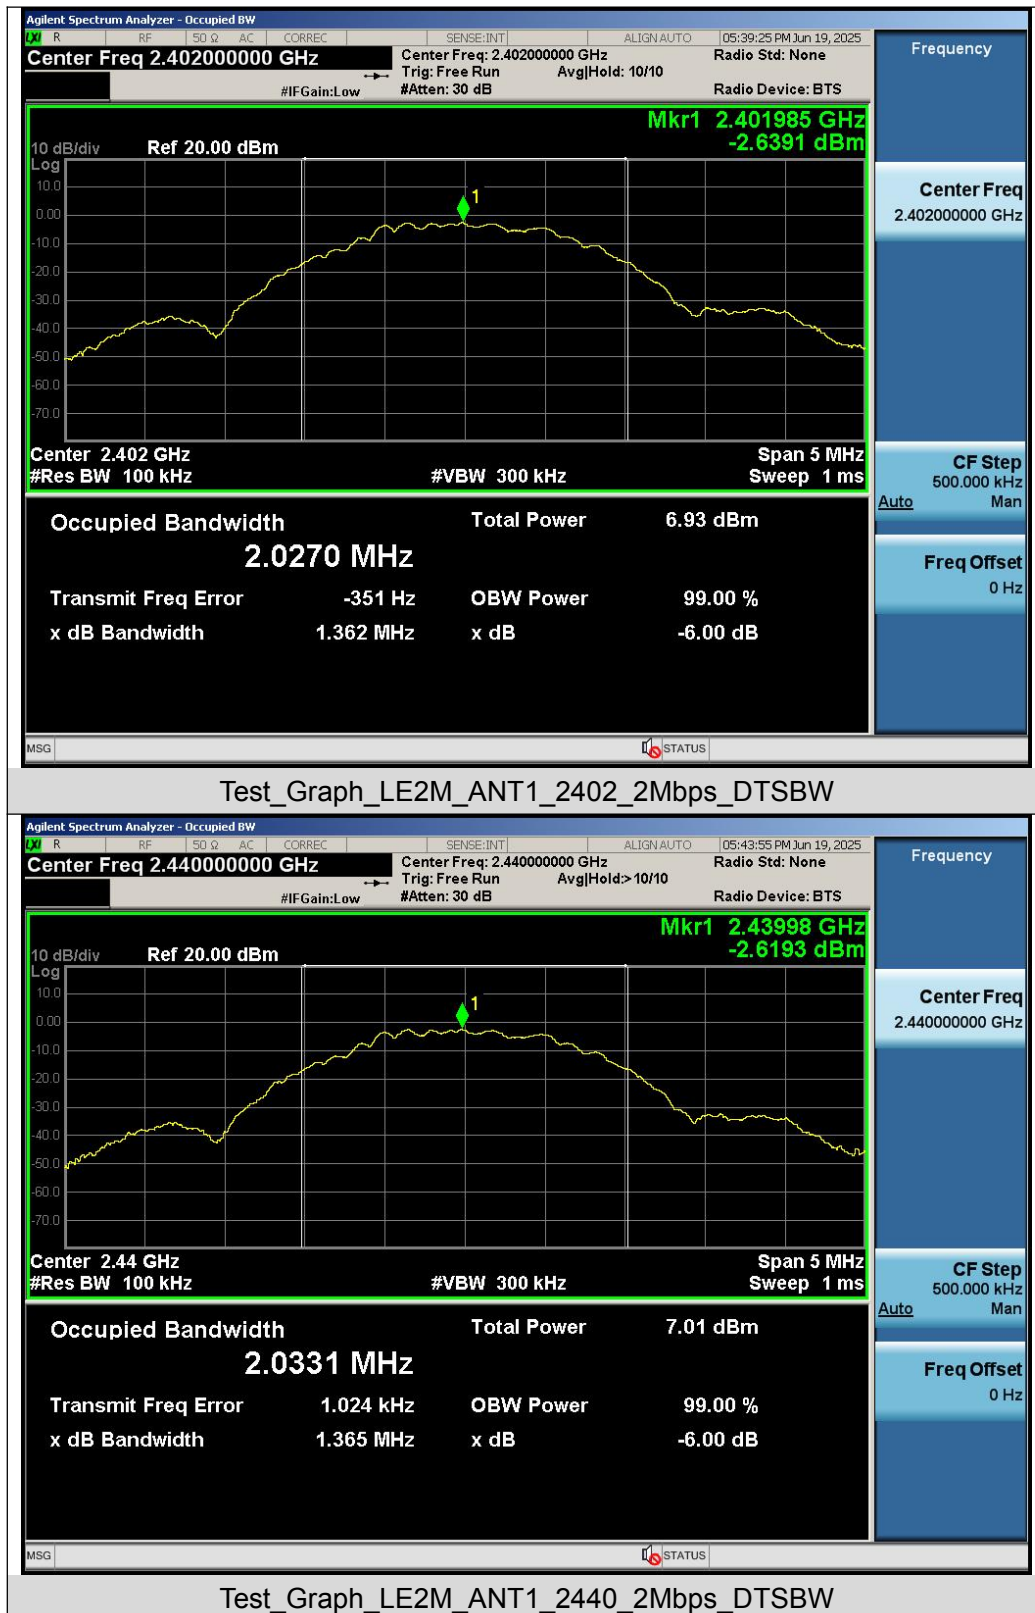 Agilent Spectrum Analyzer - Occupied BW
LXI R RF 50 Ω AC CORREC SENSE:INT ALIGN AUTO 05:39:25 PM Jun 19, 2025
Center Freq 2.402000000 GHz
Center Freq: 2.402000000 GHz Radio Std: None
Trig: Free Run Avg|Hold: 10/10
#IFGain:Low #Atten: 30 dB Radio Device: BTS
Frequency
Mkr1 2.401985 GHz
-2.6391 dBm
10 dB/div Ref 20.00 dBm
Log
10.0
0.00
-10.0
-20.0
-30.0
-40.0
-50.0
-60.0
-70.0
1
Center Freq
2.402000000 GHz
Center 2.402 GHz Span 5 MHz
#Res BW 100 kHz #VBW 300 kHz Sweep 1 ms
CF Step
500.000 kHz
Auto Man
Occupied Bandwidth Total Power 6.93 dBm
2.0270 MHz
Freq Offset
0 Hz
Transmit Freq Error -351 Hz OBW Power 99.00 %
x dB Bandwidth 1.362 MHz x dB -6.00 dB
MSG STATUS
Test_Graph_LE2M_ANT1_2402_2Mbps_DTSBW
Agilent Spectrum Analyzer - Occupied BW
LXI R RF 50 Ω AC CORREC SENSE:INT ALIGN AUTO 05:43:55 PM Jun 19, 2025
Center Freq 2.440000000 GHz
Center Freq: 2.440000000 GHz Radio Std: None
Trig: Free Run Avg|Hold:>10/10
#IFGain:Low #Atten: 30 dB Radio Device: BTS
Frequency
Mkr1 2.43998 GHz
-2.6193 dBm
10 dB/div Ref 20.00 dBm
Log
10.0
0.00
-10.0
-20.0
-30.0
-40.0
-50.0
-60.0
-70.0
1
Center Freq
2.440000000 GHz
Center 2.44 GHz Span 5 MHz
#Res BW 100 kHz #VBW 300 kHz Sweep 1 ms
CF Step
500.000 kHz
Auto Man
Occupied Bandwidth Total Power 7.01 dBm
2.0331 MHz
Freq Offset
0 Hz
Transmit Freq Error 1.024 kHz OBW Power 99.00 %
x dB Bandwidth 1.365 MHz x dB -6.00 dB
MSG STATUS
Test_Graph_LE2M_ANT1_2440_2Mbps_DTSBW